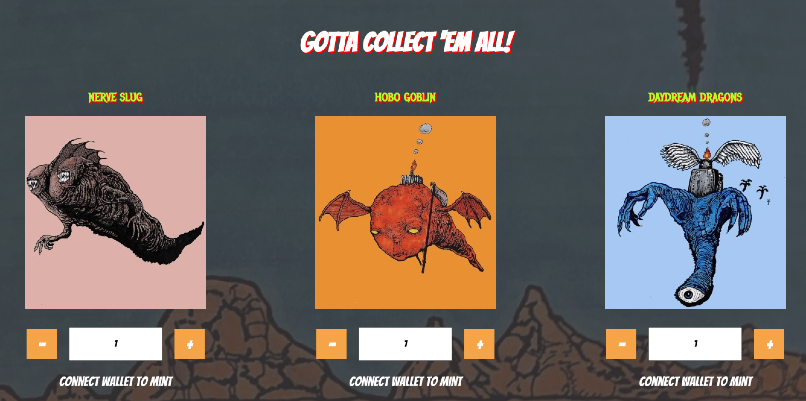 GOTTA COLLECT 'EM ALL!
NERVE SLUG
HOBO GOBLIN
DAYDREAM DRAGONS
- 1 +
- 1 +
- 1 +
CONNECT WALLET TO MINT
CONNECT WALLET TO MINT
CONNECT WALLET TO MINT